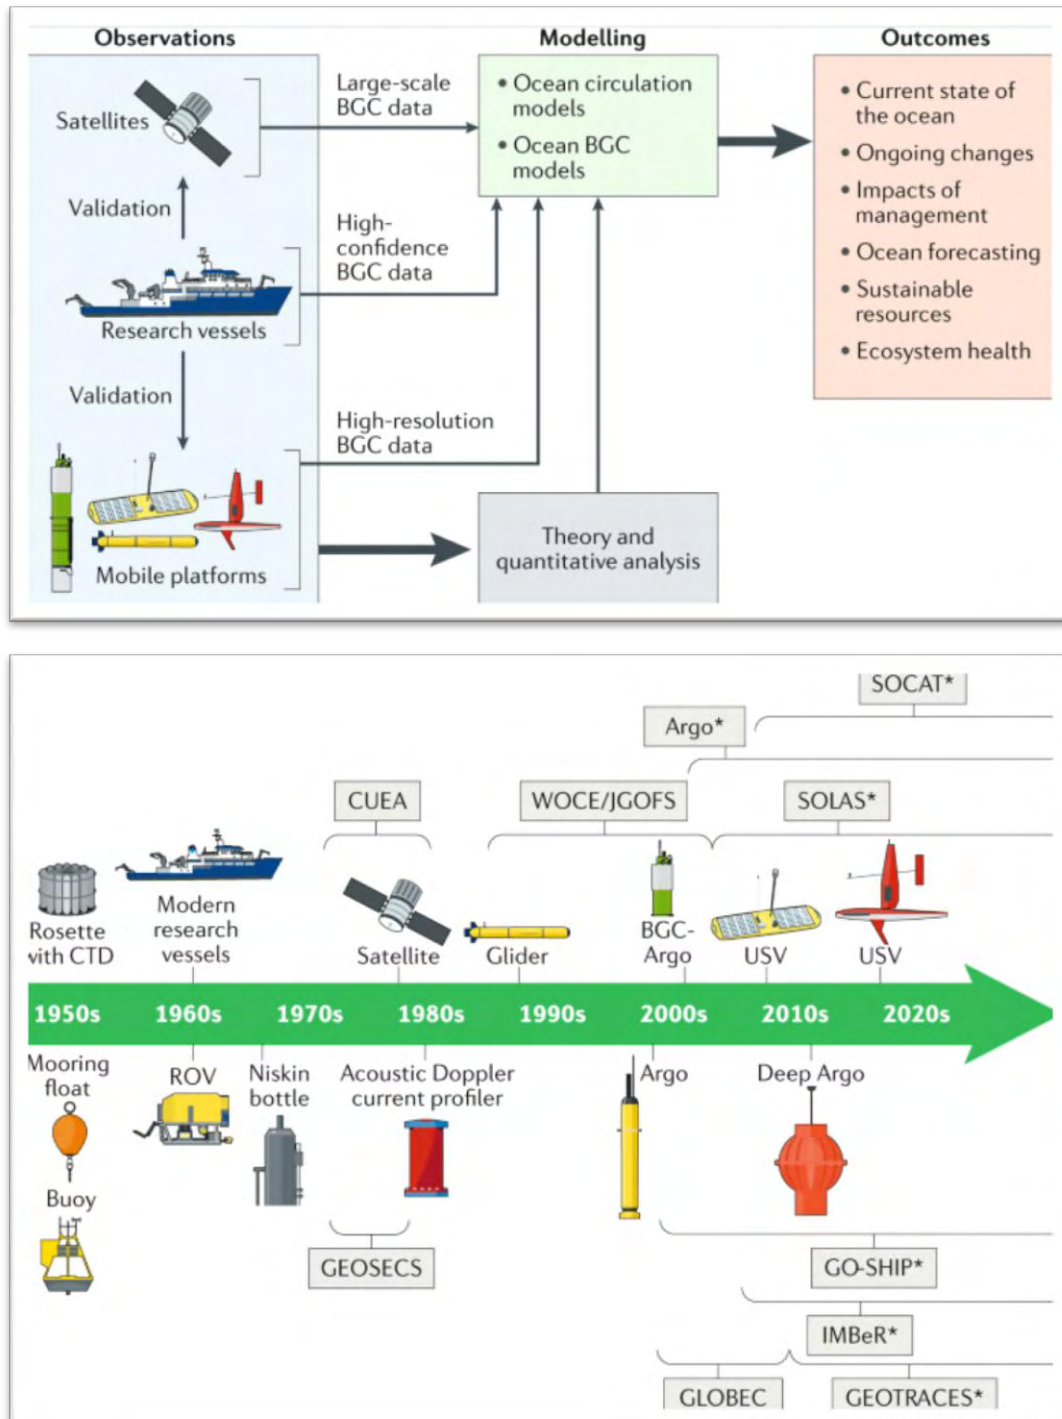 Observations
Modelling
Outcomes
Satellites
Validation
Research vessels
Validation
Mobile platforms
Large-scale
BGC data
High-
confidence
BGC data
High-resolution
BGC data
• Ocean circulation
models
• Ocean BGC
models
Theory and
quantitative analysis
• Current state of
the ocean
• Ongoing changes
• Impacts of
management
• Ocean forecasting
• Sustainable
resources
• Ecosystem health
SOCAT*
Argo*
CUEA
WOCE/JGOFS
SOLAS*
Rosette
with CTD
Modern
research
vessels
Satellite
Glider
BGC-
Argo
USV
USV
1950s 1960s 1970s 1980s 1990s 2000s 2010s 2020s
Mooring
float
Buoy
ROV
Niskin
bottle
Acoustic Doppler
current profiler
Argo
Deep Argo
GEOSECS
GO-SHIP*
IMBeR*
GLOBEC
GEOTRACES*